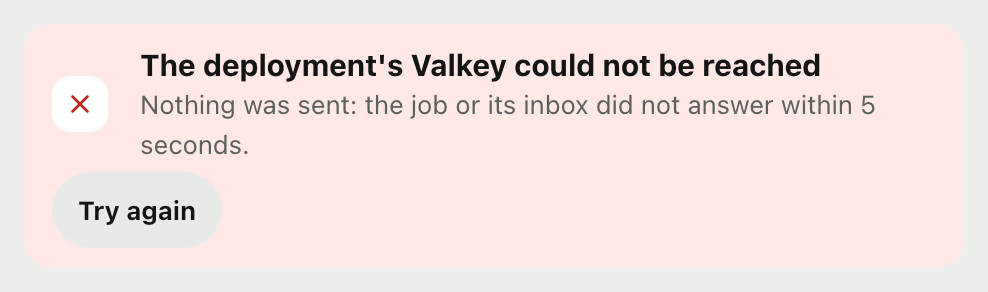 The deployment's Valkey could not be reached
Nothing was sent: the job or its inbox did not answer within 5
seconds.
Try again